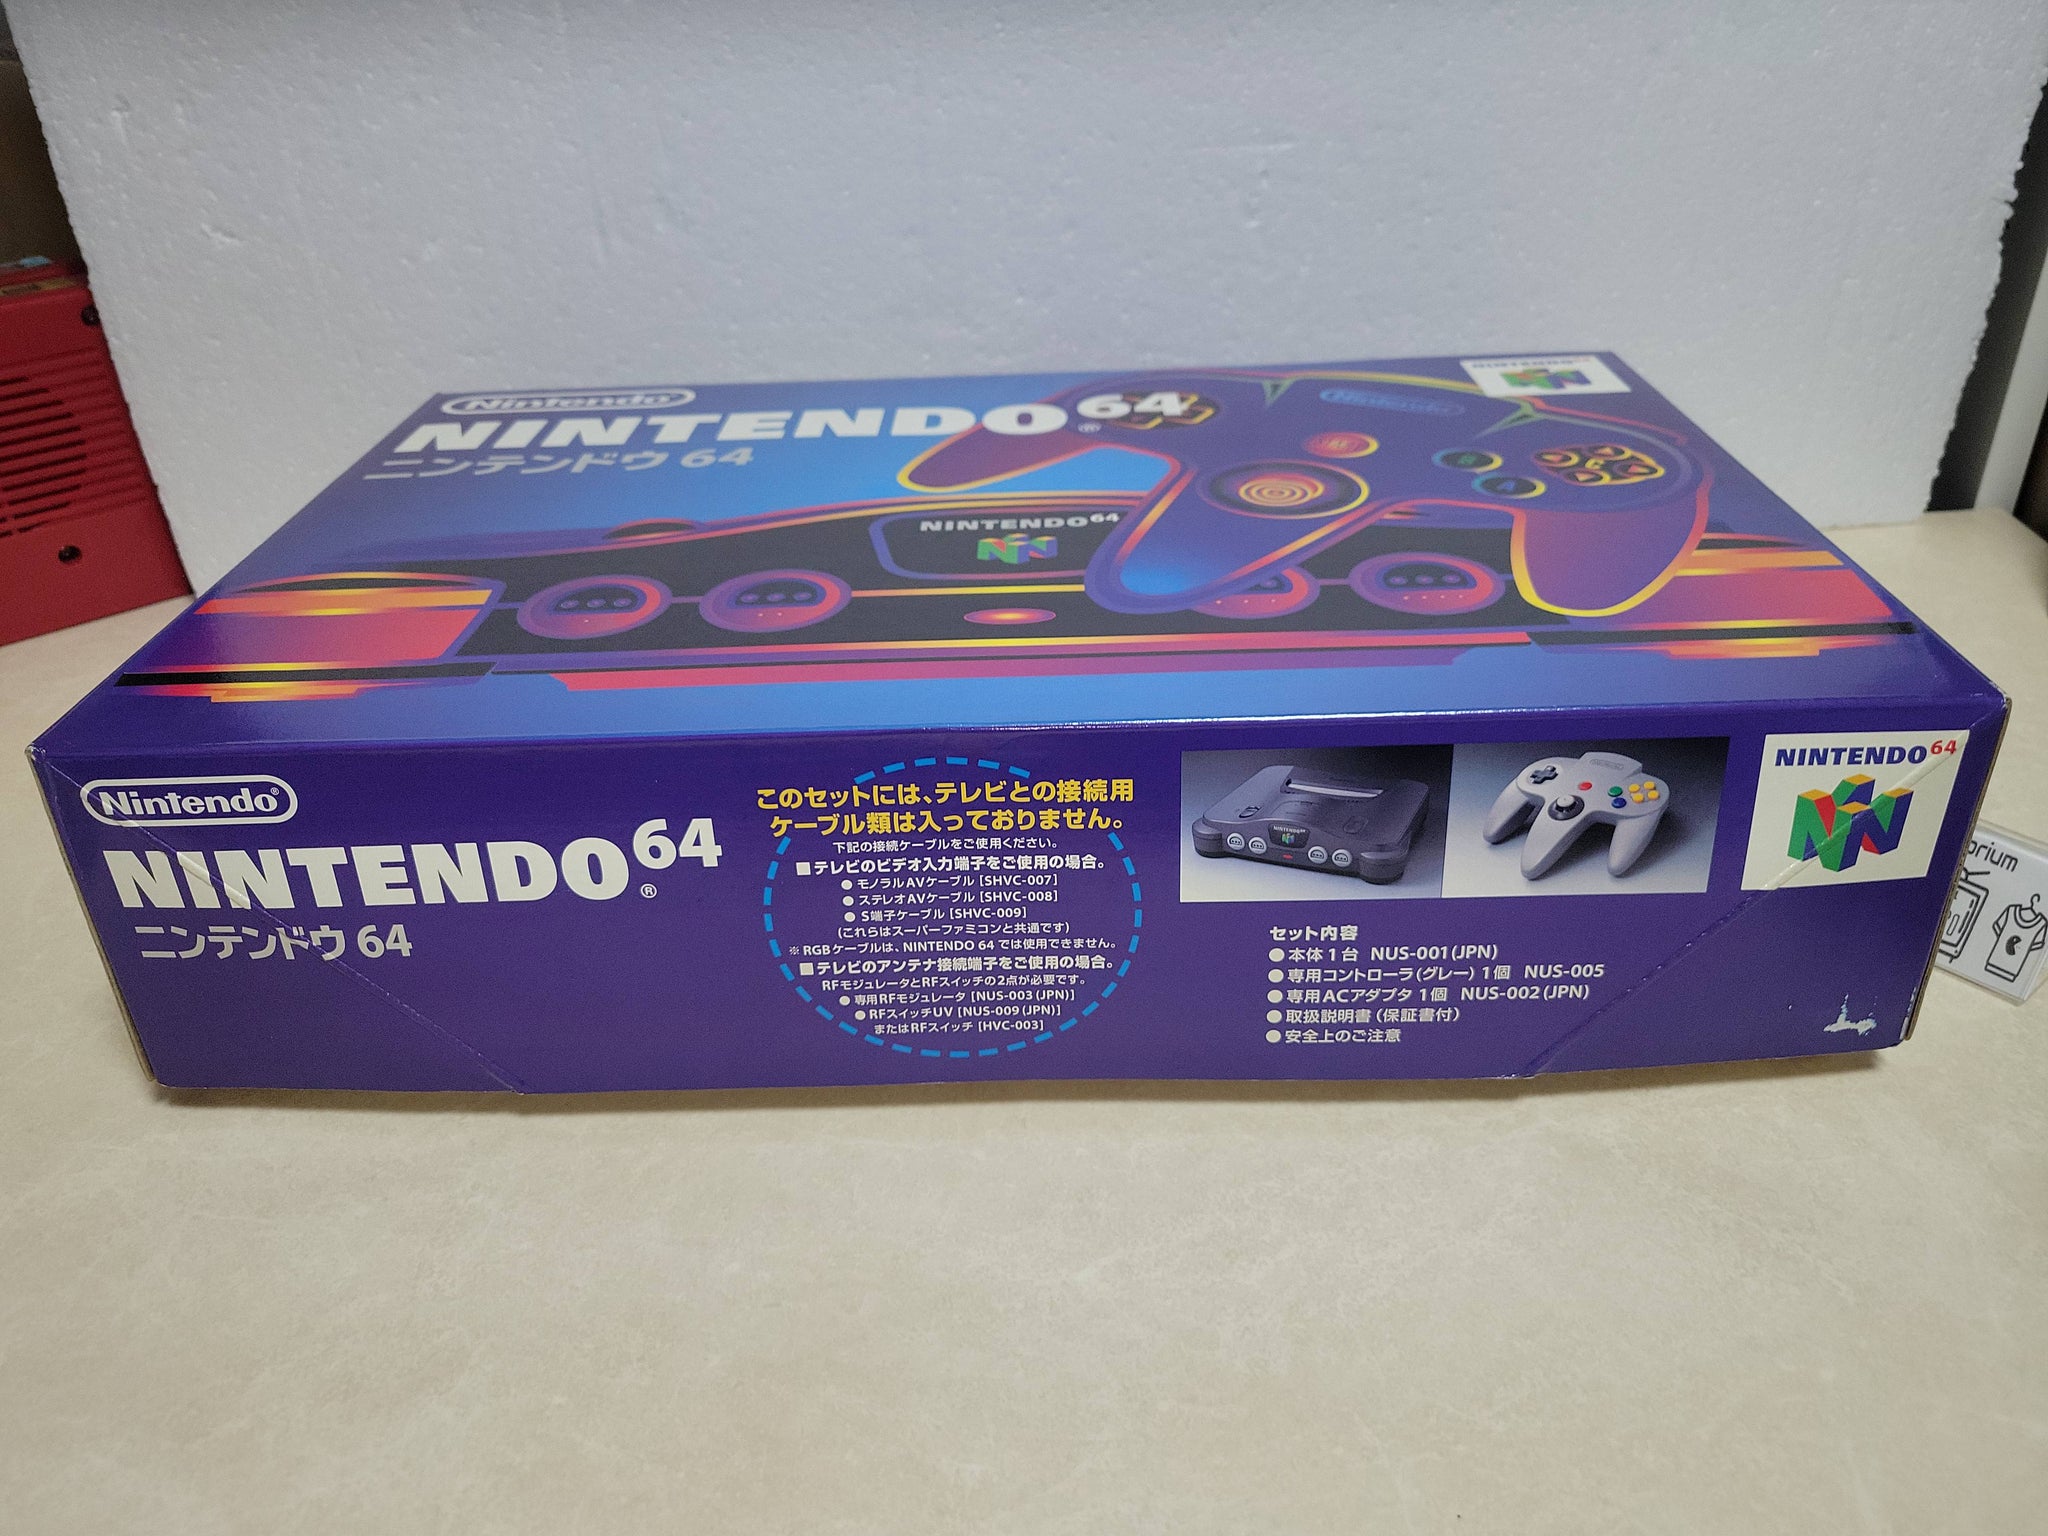 Nintendo
NINTENDO 64
ニンテンドウ 64
NINTENDO 64
Nintendo
NINTENDO 64
Nintendo®
NINTENDO 64®
ニンテンドウ 64
このセットには、テレビとの接続用
ケーブル類は入っておりません。
下記の接続ケーブルをご使用ください。
■テレビのビデオ入力端子をご使用の場合。
●モノラルAVケーブル[SHVC-007]
●ステレオAVケーブル[SHVC-008]
●S端子ケーブル[SHVC-009]
(これらはスーパーファミコンと共通です)
※RGBケーブルは、NINTENDO 64では使用できません。
■テレビのアンテナ接続端子をご使用の場合。
RFモジュレータとRFスイッチの2点が必要です。
●専用RFモジュレータ[NUS-003(JPN)]
●RFスイッチUV[NUS-009(JPN)]
またはRFスイッチ[HVC-003]
セット内容
●本体1台 NUS-001(JPN)
●専用コントローラ(グレー)1個 NUS-005
●専用ACアダプタ1個 NUS-002(JPN)
●取扱説明書(保証書付)
●安全上のご注意
NINTENDO 64